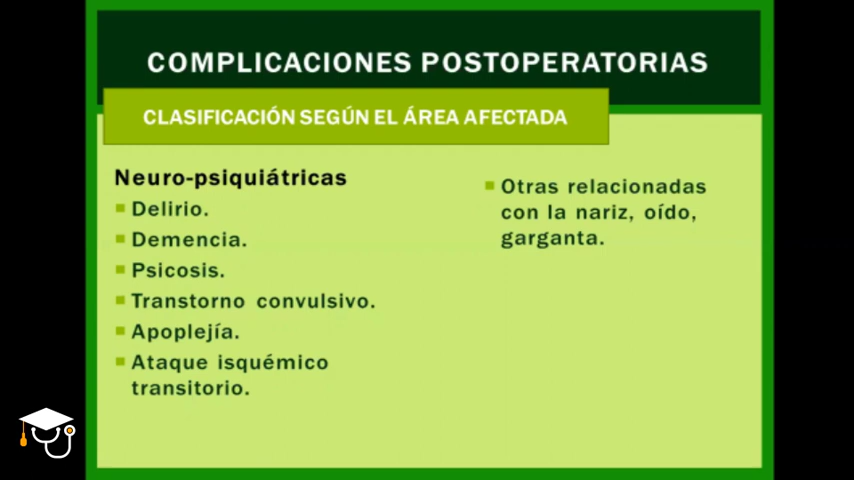 COMPLICACIONES POSTOPERATORIAS
CLASIFICACIÓN SEGÚN EL ÁREA AFECTADA
Neuro-psiquiátricas
Delirio.
Demencia.
Psicosis.
Transtorno convulsivo.
Apoplejía.
Ataque isquémico
transitorio.
Otras relacionadas
con la nariz, oído,
garganta.